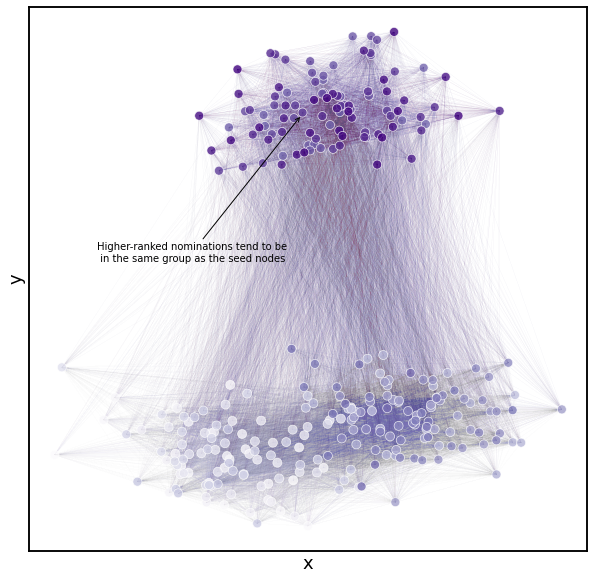 Higher-ranked nominations tend to be
in the same group as the seed nodes
y
x